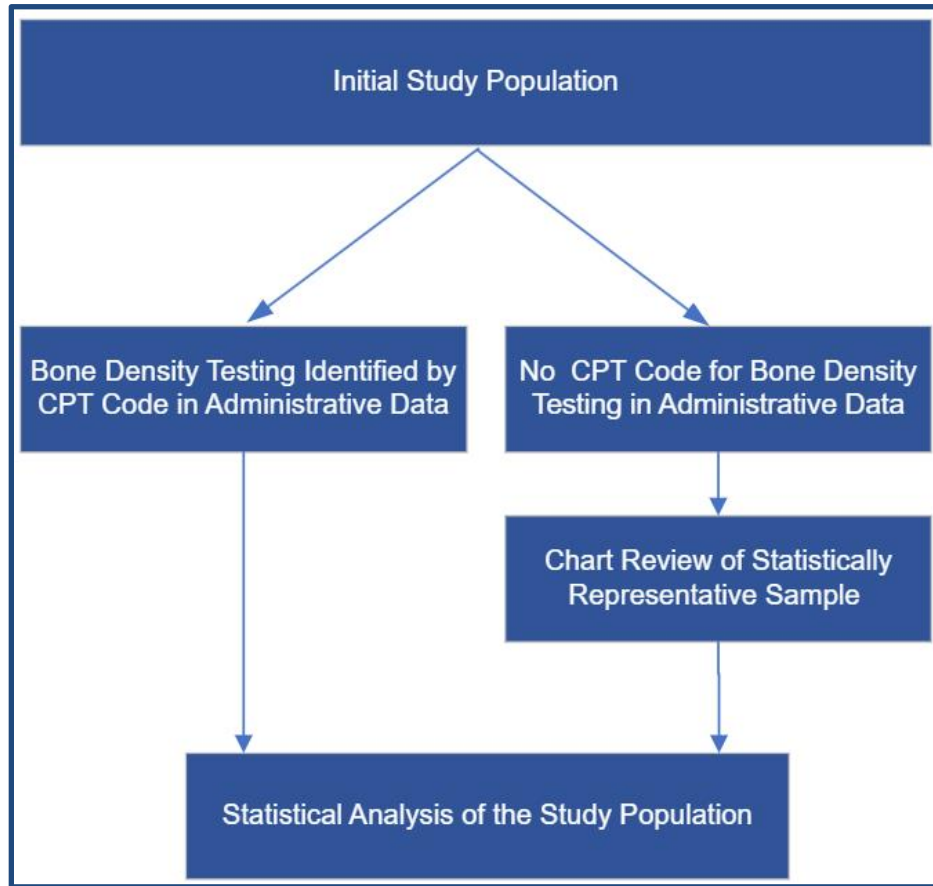 Initial Study Population
Bone Density Testing Identified by
CPT Code in Administrative Data
No CPT Code for Bone Density
Testing in Administrative Data
Chart Review of Statistically
Representative Sample
Statistical Analysis of the Study Population